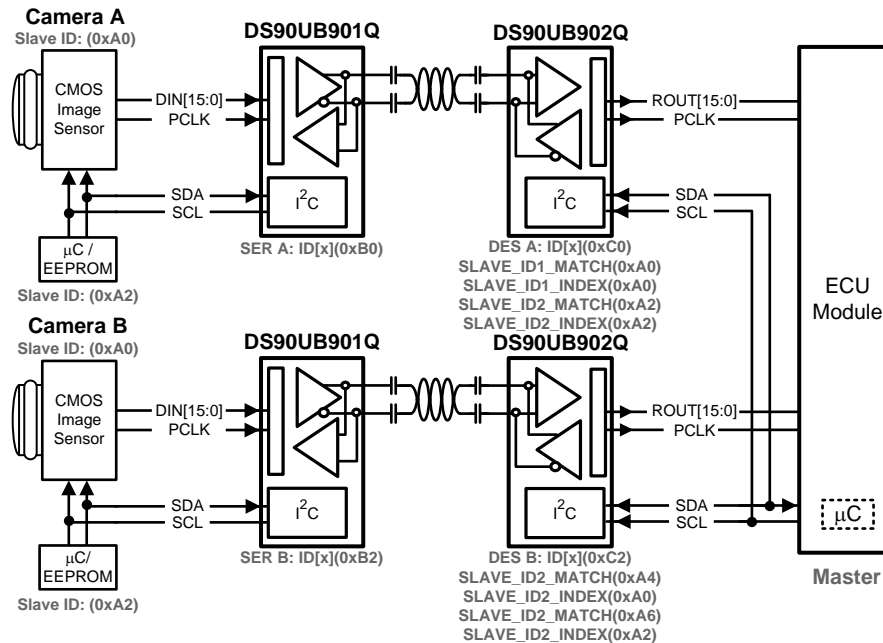 Camera A
Slave ID: (0xA0)
CMOS
Image
Sensor
DIN[15:0]
PCLK
SDA
SCL
µC /
EEPROM
Slave ID: (0xA2)
DS90UB901Q
I²C
SER A: ID[x](0xB0)
DS90UB902Q
I²C
DES A: ID[x](0xC0)
SLAVE_ID1_MATCH(0xA0)
SLAVE_ID1_INDEX(0xA0)
SLAVE_ID2_MATCH(0xA2)
SLAVE_ID2_INDEX(0xA2)
ROUT[15:0]
PCLK
SDA
SCL
ECU
Module
Camera B
Slave ID: (0xA0)
CMOS
Image
Sensor
DIN[15:0]
PCLK
SDA
SCL
µC/
EEPROM
Slave ID: (0xA2)
DS90UB901Q
I²C
SER B: ID[x](0xB2)
DS90UB902Q
I²C
DES B: ID[x](0xC2)
SLAVE_ID2_MATCH(0xA4)
SLAVE_ID2_INDEX(0xA0)
SLAVE_ID2_MATCH(0xA6)
SLAVE_ID2_INDEX(0xA2)
ROUT[15:0]
PCLK
SDA
SCL
µC
Master